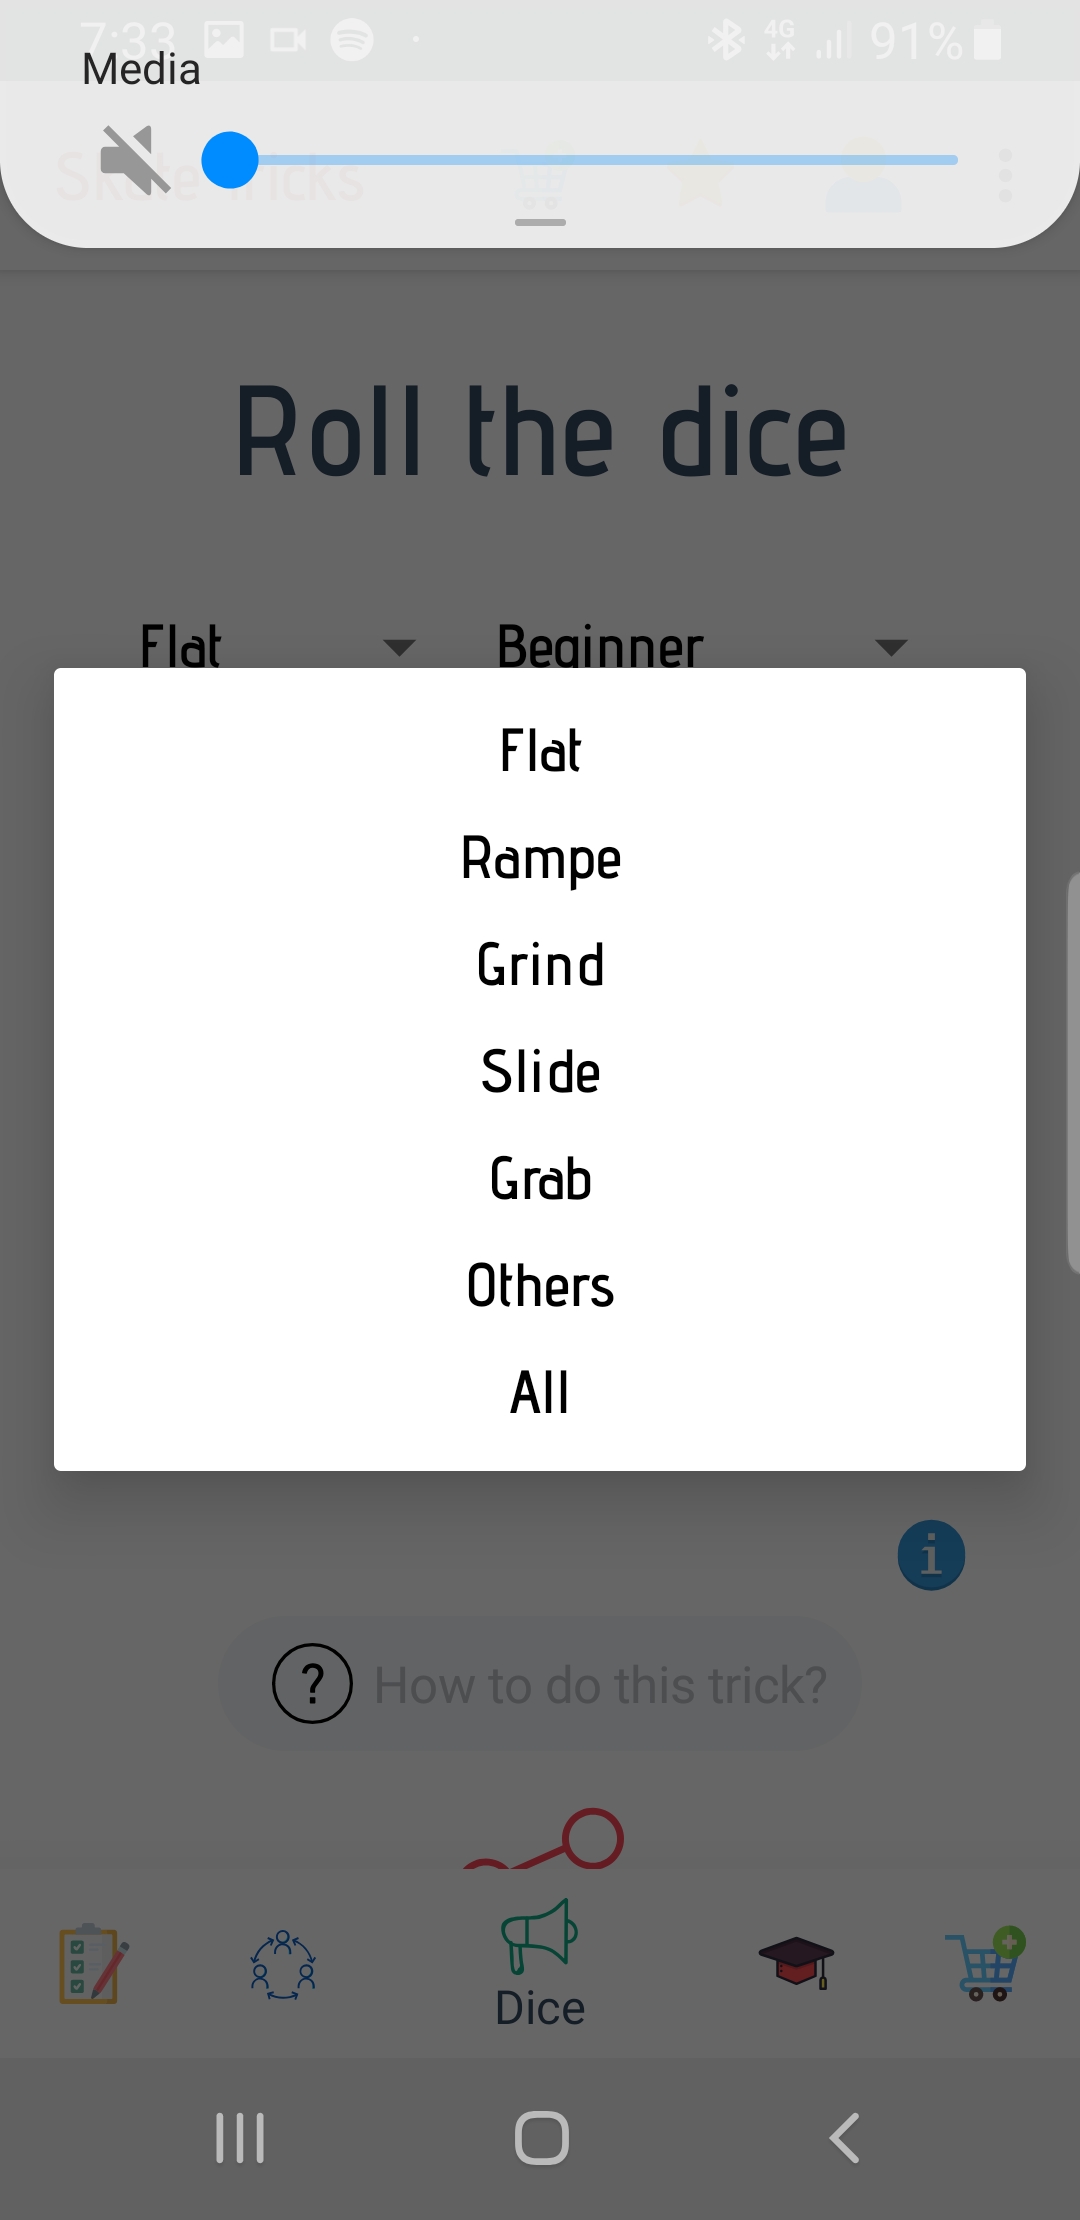 7:33
4G
91%
Media
Skate Tricks
Roll the dice
Flat
Beginner
Flat
Rampe
Grind
Slide
Grab
Others
All
i
? How to do this trick?
Dice